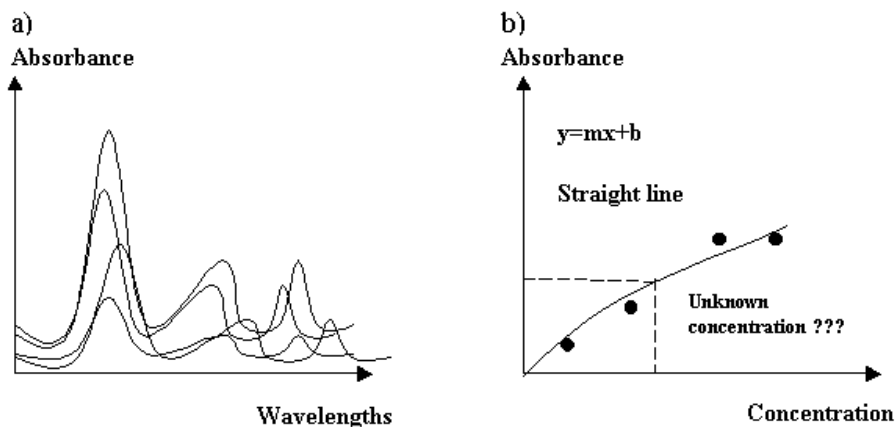 a)
Absorbance
Wavelengths
b)
Absorbance
y=mx+b
Straight line
Unknown
concentration ???
Concentration